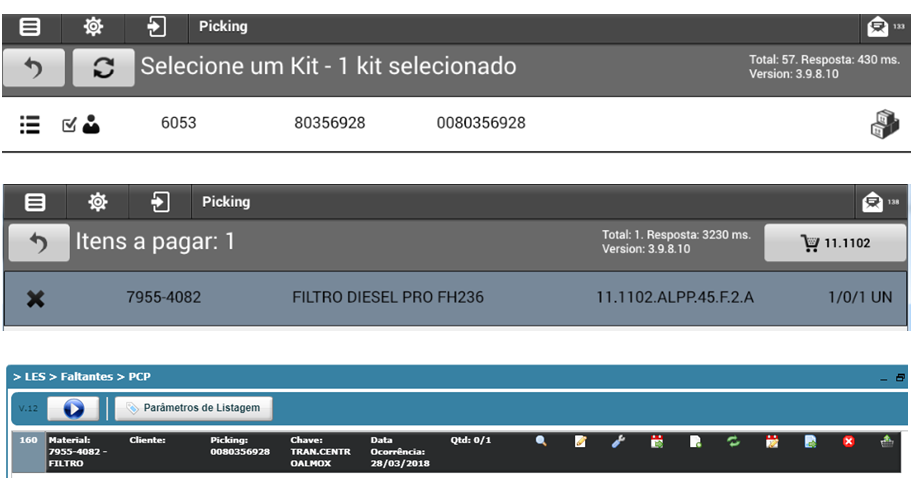 Picking
133
Selecione um Kit - 1 kit selecionado
Total: 57. Resposta: 430 ms.
Version: 3.9.8.10
6053 80356928 0080356928
Picking
138
Itens a pagar: 1
Total: 1. Resposta: 3230 ms.
Version: 3.9.8.10
11.1102
7955-4082 FILTRO DIESEL PRO FH236 11.1102.ALPP.45.F.2.A 1/0/1 UN
> LES > Faltantes > PCP
V.12 Parâmetros de Listagem
160 Material: Cliente: Picking: Chave: Data Qtd: 0/1
7955-4082 - 0080356928 TRAN.CENTR Ocorrência:
FILTRO OALMOX 28/03/2018